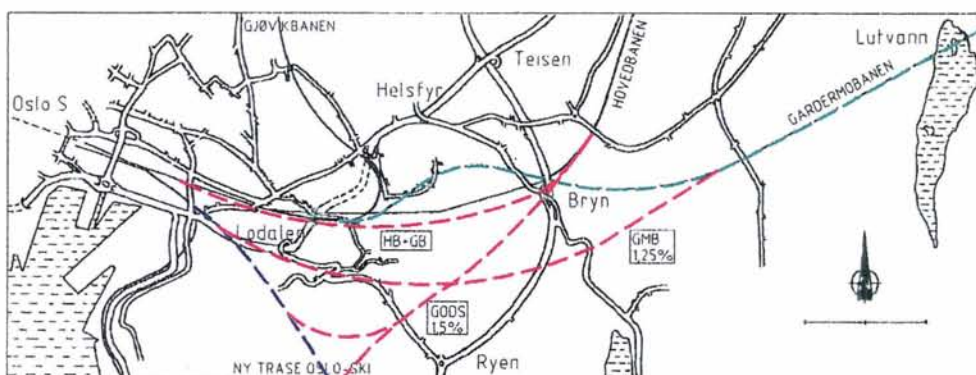 GJØVIKBANEN
Lutvann
Teisen
HOVEDBANEN
Helsfyr
Oslo S
GARDERMOBANEN
Bryn
Lodalen
HB+GB
GMB
1,25%
GODS
1,5%
Ryen
NY TRASE OSLO-SKI